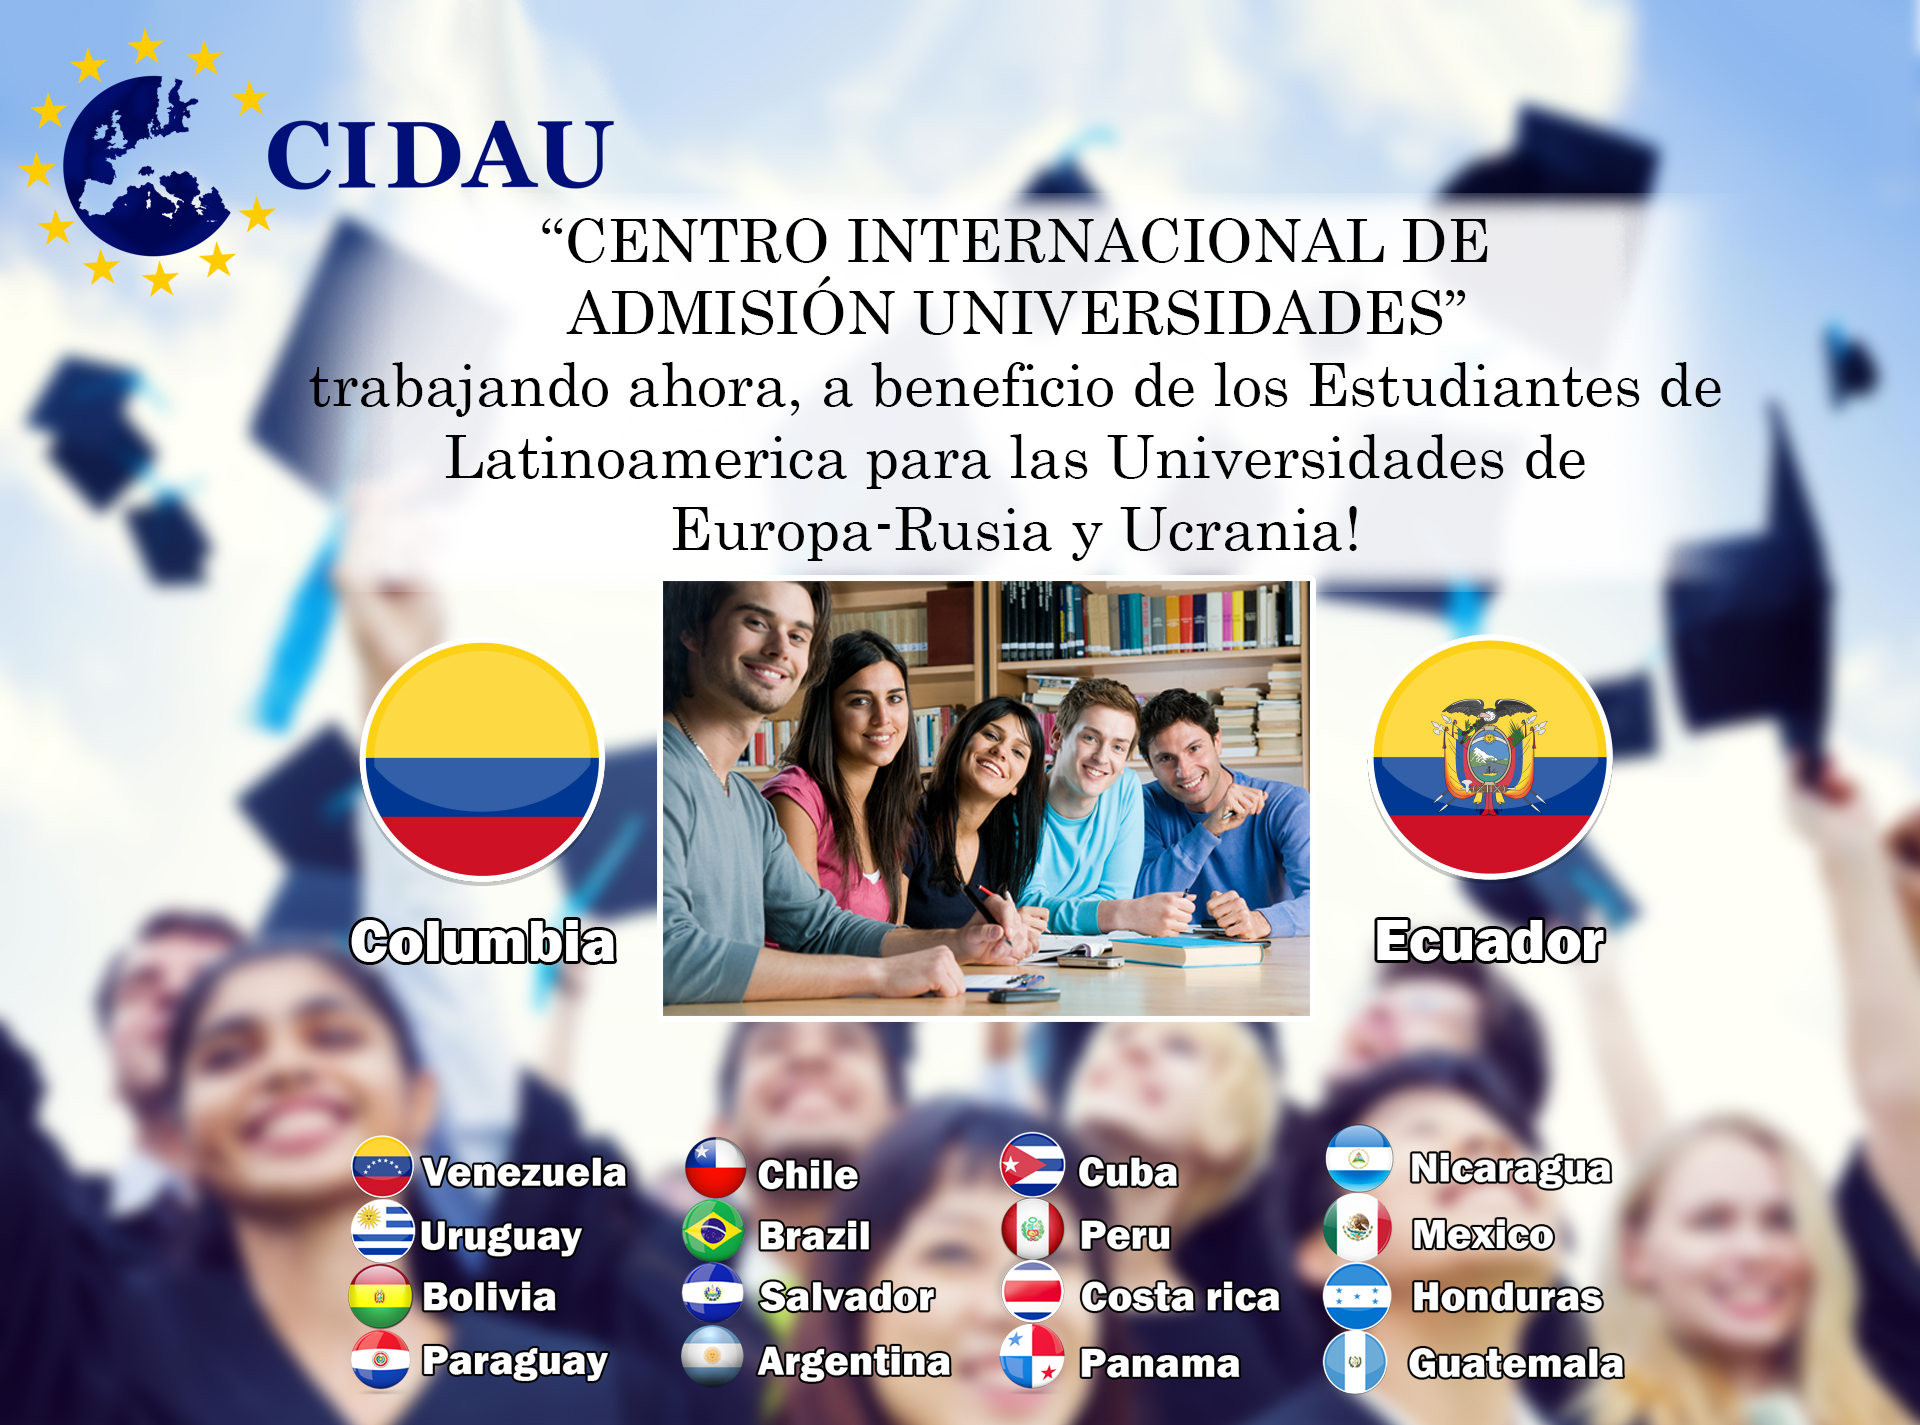 CIDAU
“CENTRO INTERNACIONAL DE
ADMISIÓN UNIVERSIDADES”
trabajando ahora, a beneficio de los Estudiantes de
Latinoamerica para las Universidades de
Europa-Rusia y Ucrania!
Columbia
Ecuador
Venezuela
Chile
Cuba
Nicaragua
Uruguay
Brazil
Peru
Mexico
Bolivia
Salvador
Costa rica
Honduras
Paraguay
Argentina
Panama
Guatemala